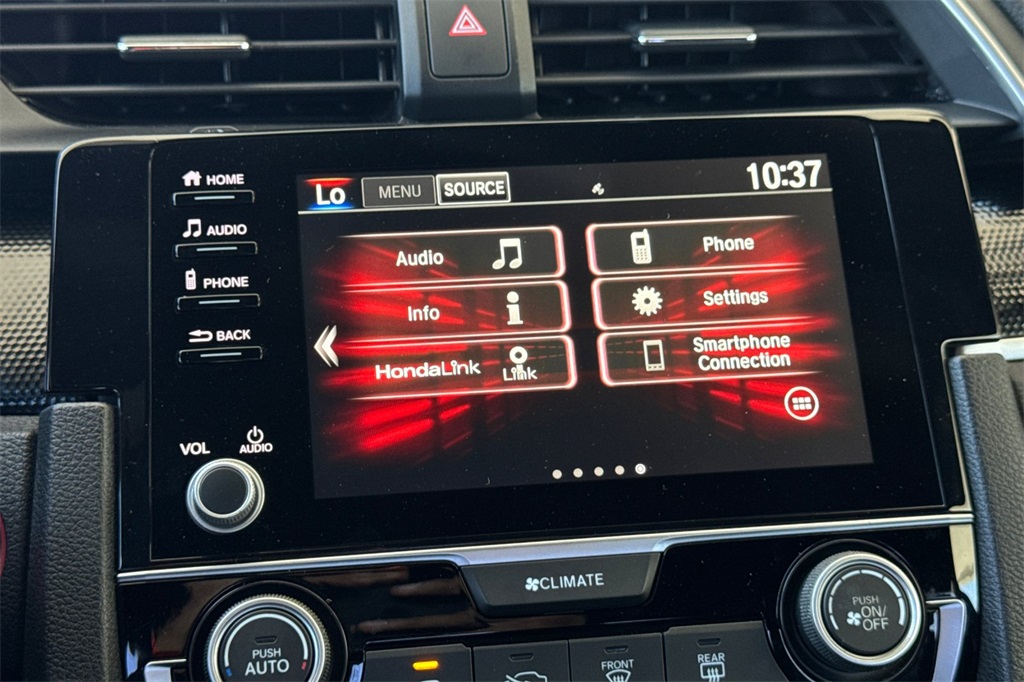 HOME
AUDIO
PHONE
BACK
VOL
AUDIO
Lo
MENU
SOURCE
10:37
Audio
Phone
Info
Settings
HondaLink
Link
Smartphone
Connection
CLIMATE
PUSH
AUTO
FRONT
REAR
PUSH
ON/
OFF